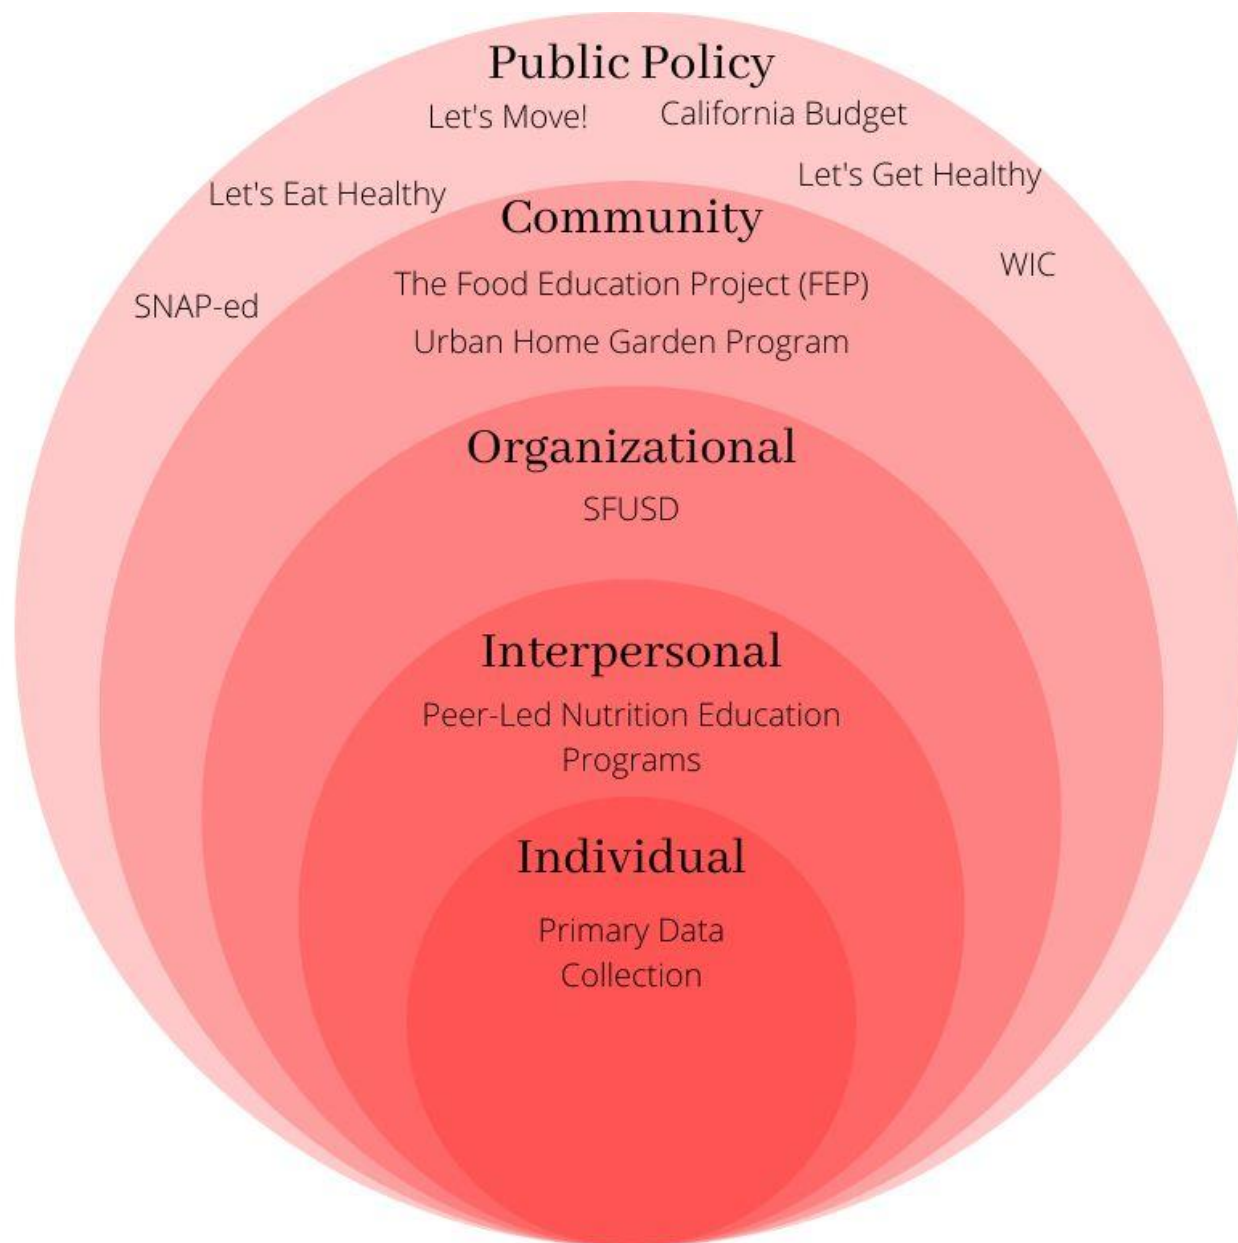 Public Policy
Let's Move!
California Budget
Let's Eat Healthy
Let's Get Healthy
SNAP-ed
WIC
Community
The Food Education Project (FEP)
Urban Home Garden Program
Organizational
SFUSD
Interpersonal
Peer-Led Nutrition Education
Programs
Individual
Primary Data
Collection